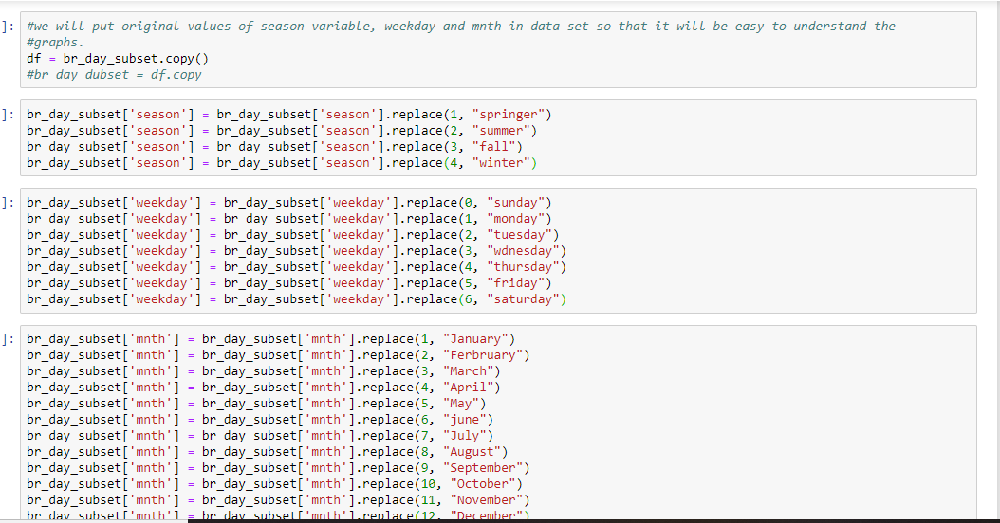 ]: #we will put original values of season variable, weekday and mnth in data set so that it will be easy to understand the
#graphs.
df = br_day_subset.copy()
#br_day_dubset = df.copy
]: br_day_subset['season'] = br_day_subset['season'].replace(1, "springer")
br_day_subset['season'] = br_day_subset['season'].replace(2, "summer")
br_day_subset['season'] = br_day_subset['season'].replace(3, "fall")
br_day_subset['season'] = br_day_subset['season'].replace(4, "winter")
]: br_day_subset['weekday'] = br_day_subset['weekday'].replace(0, "sunday")
br_day_subset['weekday'] = br_day_subset['weekday'].replace(1, "monday")
br_day_subset['weekday'] = br_day_subset['weekday'].replace(2, "tuesday")
br_day_subset['weekday'] = br_day_subset['weekday'].replace(3, "wdnesday")
br_day_subset['weekday'] = br_day_subset['weekday'].replace(4, "thursday")
br_day_subset['weekday'] = br_day_subset['weekday'].replace(5, "friday")
br_day_subset['weekday'] = br_day_subset['weekday'].replace(6, "saturday")
]: br_day_subset['mnth'] = br_day_subset['mnth'].replace(1, "January")
br_day_subset['mnth'] = br_day_subset['mnth'].replace(2, "Ferbruary")
br_day_subset['mnth'] = br_day_subset['mnth'].replace(3, "March")
br_day_subset['mnth'] = br_day_subset['mnth'].replace(4, "April")
br_day_subset['mnth'] = br_day_subset['mnth'].replace(5, "May")
br_day_subset['mnth'] = br_day_subset['mnth'].replace(6, "june")
br_day_subset['mnth'] = br_day_subset['mnth'].replace(7, "July")
br_day_subset['mnth'] = br_day_subset['mnth'].replace(8, "August")
br_day_subset['mnth'] = br_day_subset['mnth'].replace(9, "September")
br_day_subset['mnth'] = br_day_subset['mnth'].replace(10, "October")
br_day_subset['mnth'] = br_day_subset['mnth'].replace(11, "November")
br_day_subset['mnth'] = br_day_subset['mnth'].replace(12, "December")